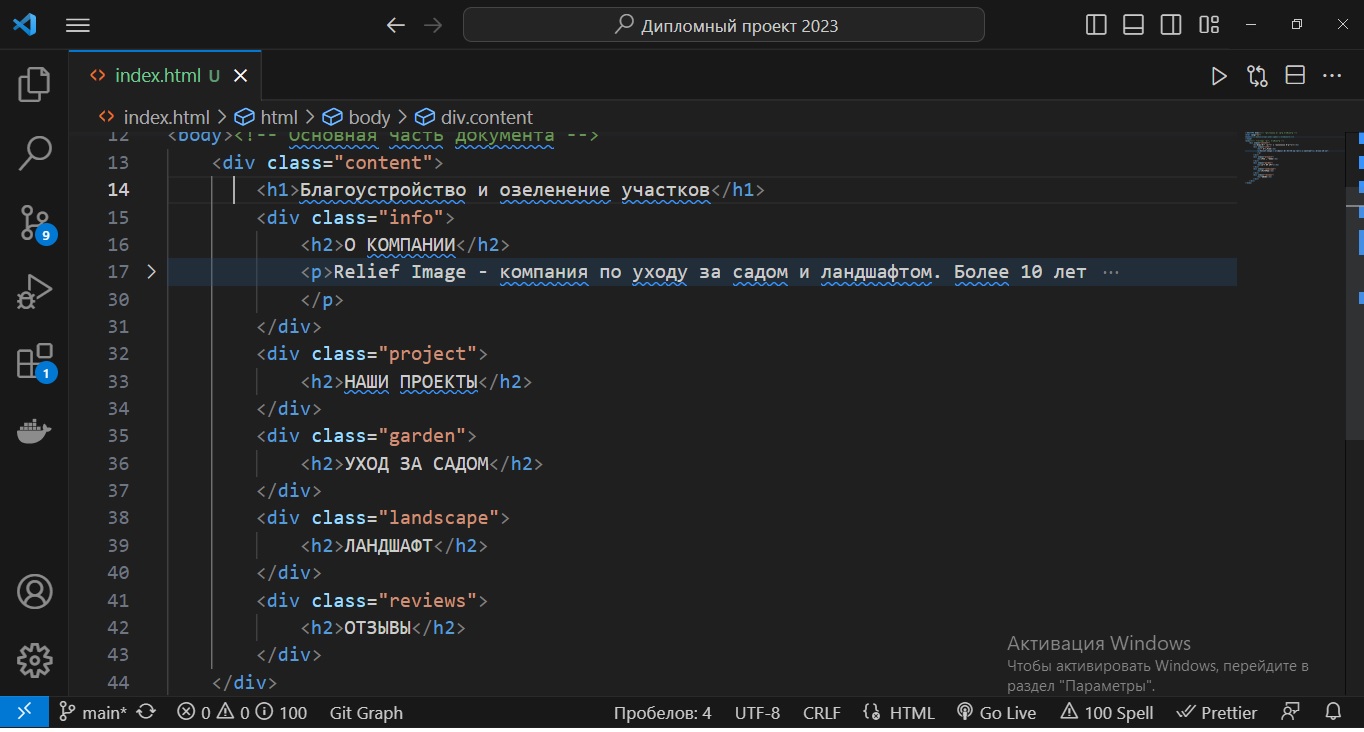 Дипломный проект 2023
index.html U
index.html > html > body > div.content
12 <body><!-- Основная часть документа -->
13 <div class="content">
14 <h1>Благоустройство и озеленение участков</h1>
15 <div class="info">
16 <h2>О КОМПАНИИ</h2>
17 <p>Relief Image - компания по уходу за садом и ландшафтом. Более 10 лет ···
30 </p>
31 </div>
32 <div class="project">
33 <h2>НАШИ ПРОЕКТЫ</h2>
34 </div>
35 <div class="garden">
36 <h2>УХОД ЗА САДОМ</h2>
37 </div>
38 <div class="landscape">
39 <h2>ЛАНДШАФТ</h2>
40 </div>
41 <div class="reviews">
42 <h2>ОТЗЫВЫ</h2>
43 </div>
44 </div>
9
1
Активация Windows
Чтобы активировать Windows, перейдите в
раздел "Параметры".
main* 0 0 100 Git Graph Пробелов: 4 UTF-8 CRLF HTML Go Live 100 Spell Prettier